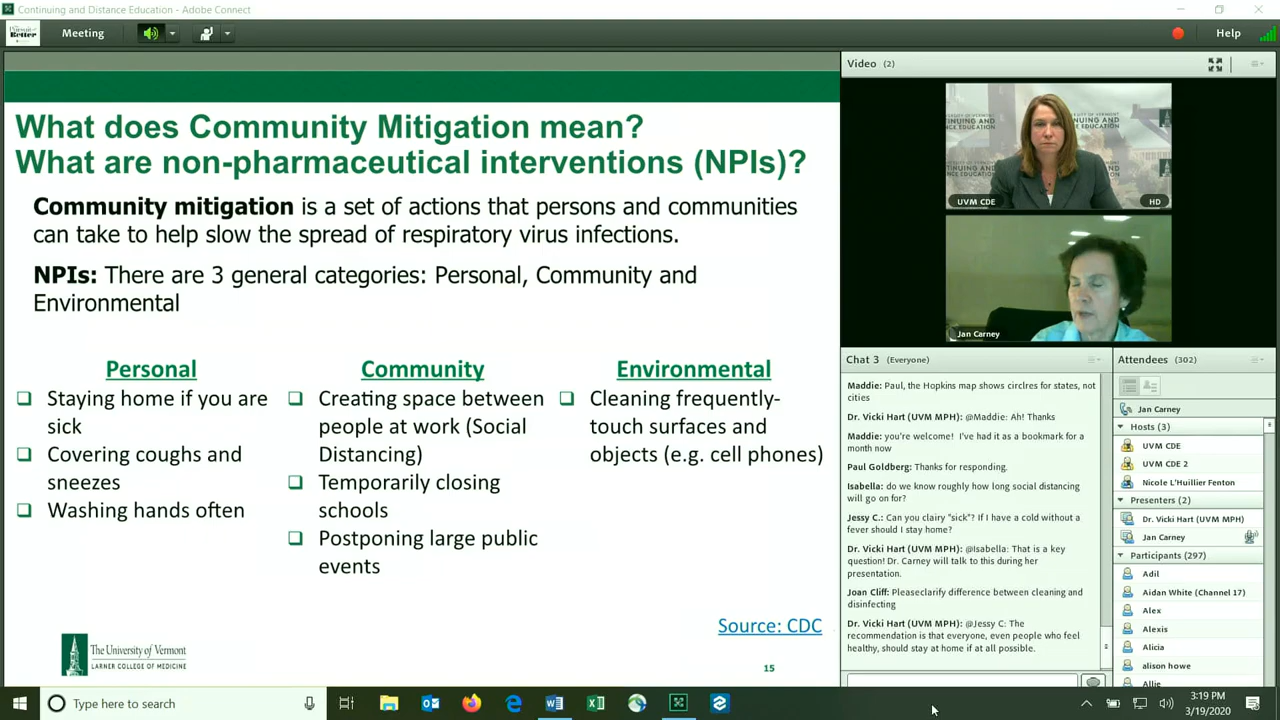 Continuing and Distance Education - Adobe Connect
Pursuit of
Better
Meeting
Help
What does Community Mitigation mean?
What are non-pharmaceutical interventions (NPIs)?
Community mitigation is a set of actions that persons and communities
can take to help slow the spread of respiratory virus infections.
NPIs: There are 3 general categories: Personal, Community and
Environmental
Personal
Staying home if you are
sick
Covering coughs and
sneezes
Washing hands often
Community
Creating space between
people at work (Social
Distancing)
Temporarily closing
schools
Postponing large public
events
Environmental
Cleaning frequently-
touch surfaces and
objects (e.g. cell phones)
Source: CDC
The University of Vermont
LARNER COLLEGE OF MEDICINE
15
Video (2)
UVM CDE
HD
Jan Carney
Chat 3 (Everyone)
Maddie: Paul, the Hopkins map shows circlres for states, not
cities
Dr. Vicki Hart (UVM MPH): @Maddie: Ah! Thanks
Maddie: you're welcome! I've had it as a bookmark for a
month now
Paul Goldberg: Thanks for responding.
Isabella: do we know roughly how long social distancing
will go on for?
Jessy C.: Can you clairy "sick"? If I have a cold without a
fever should I stay home?
Dr. Vicki Hart (UVM MPH): @Isabella: That is a key
question! Dr. Carney will talk to this during her
presentation.
Joan Cliff: Pleaseclarify difference between cleaning and
disinfecting
Dr. Vicki Hart (UVM MPH): @Jessy C: The
recommendation is that everyone, even people who feel
healthy, should stay at home if at all possible.
Attendees (302)
Jan Carney
Hosts (3)
UVM CDE
UVM CDE 2
Nicole L'Huillier Fenton
Presenters (2)
Dr. Vicki Hart (UVM MPH)
Jan Carney
Participants (297)
Adil
Aidan White (Channel 17)
Alex
Alexis
Alicia
alison howe
Allie
Type here to search
3:19 PM
3/19/2020